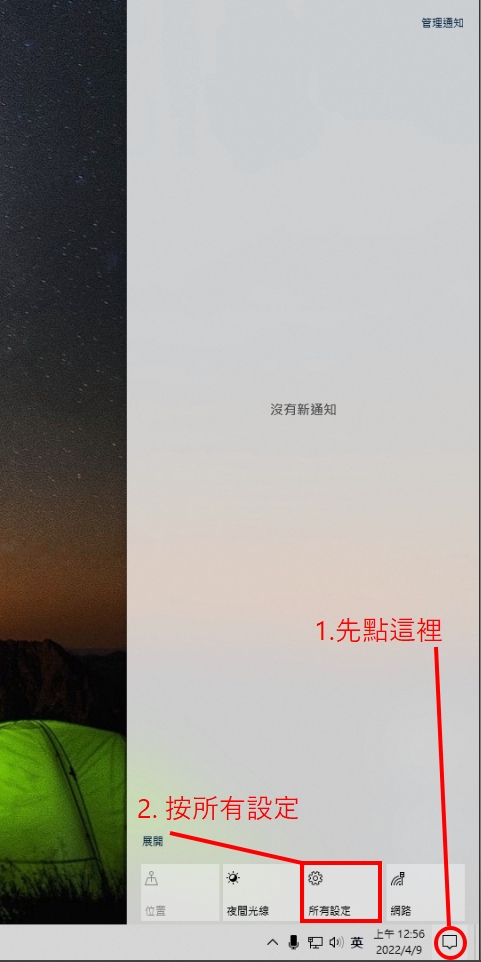 管理通知
沒有新通知
1.先點這裡
2. 按所有設定
展開
位置
夜間光線
所有設定
網路
英
上午 12:56
2022/4/9